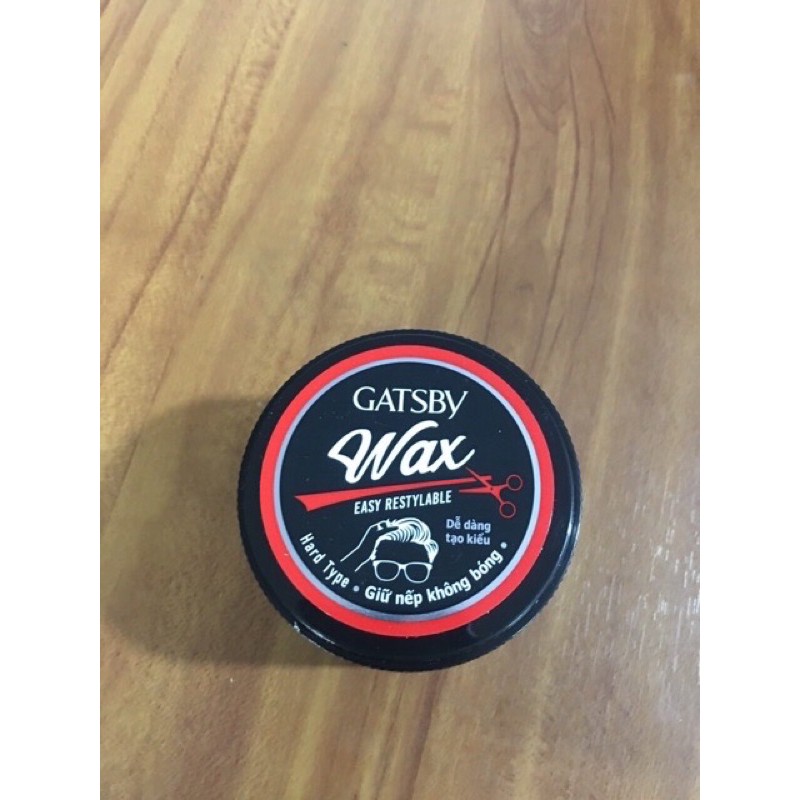 GATSBY
Wax
EASY RESTYLABLE
Dễ dàng
tạo kiểu
Hard Type • Giữ nếp không bóng •